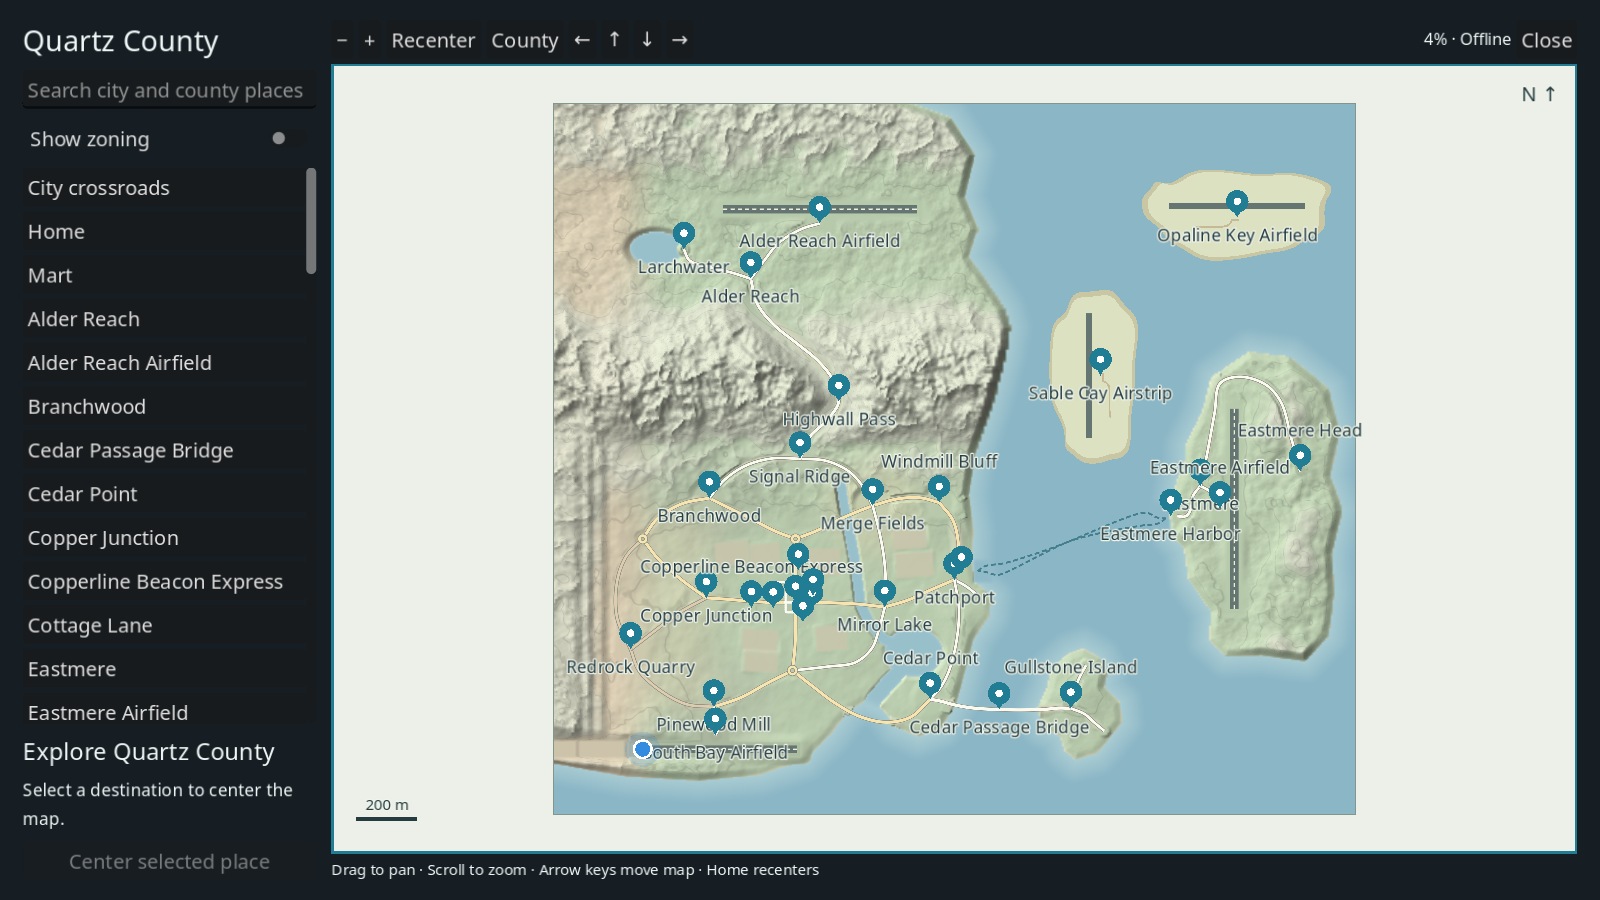 Quartz County
− + Recenter County ← ↑ ↓ →
4% · Offline Close
Search city and county places
Show zoning
City crossroads
Home
Mart
Alder Reach
Alder Reach Airfield
Branchwood
Cedar Passage Bridge
Cedar Point
Copper Junction
Copperline Beacon Express
Cottage Lane
Eastmere
Eastmere Airfield
Explore Quartz County
Select a destination to center the
map.
Center selected place
N ↑
Opaline Key Airfield
Alder Reach Airfield
Larchwater
Alder Reach
Sable Cay Airstrip
Highwall Pass
Eastmere Head
Windmill Bluff
Eastmere Airfield
Signal Ridge
Branchwood
Merge Fields
Eastmere Harbor
Copperline Beacon Express
Patchport
Copper Junction
Mirror Lake
Cedar Point
Redrock Quarry
Gullstone Island
Pinewood Mill
Cedar Passage Bridge
South Bay Airfield
200 m
Drag to pan · Scroll to zoom · Arrow keys move map · Home recenters